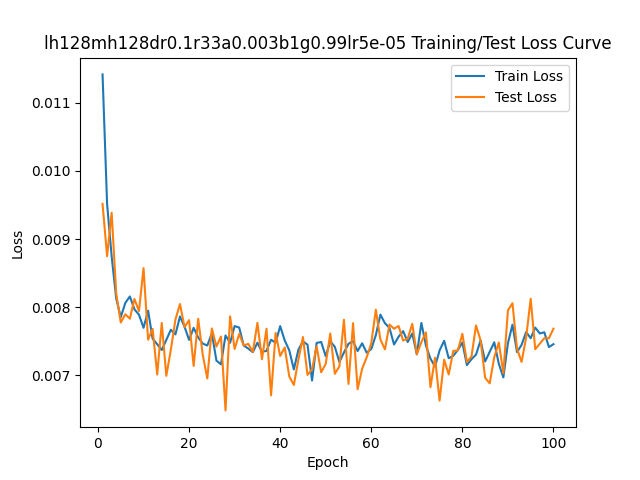 lh128mh128dr0.1r33a0.003b1g0.99lr5e-05 Training/Test Loss Curve
Train Loss
Test Loss
0.011
0.010
0.009
0.008
0.007
Loss
0
20
40
60
80
100
Epoch